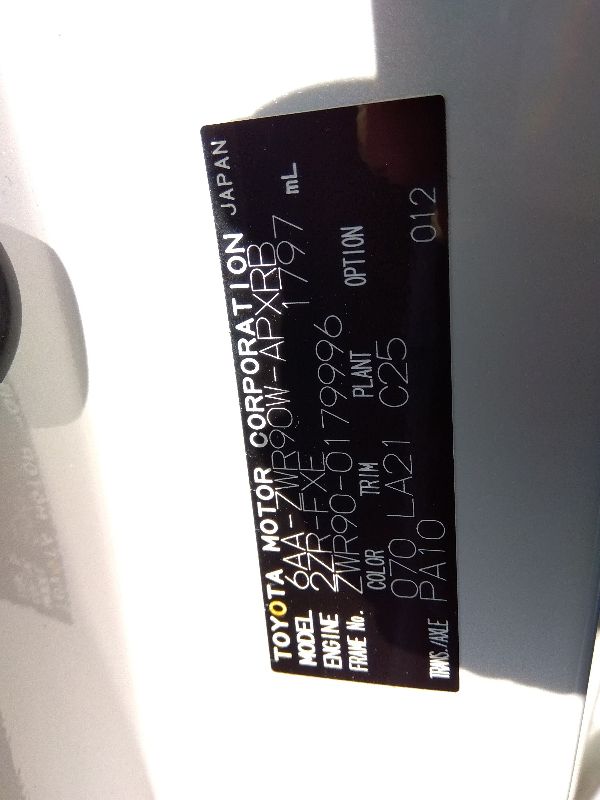 TOYOTA MOTOR CORPORATION JAPAN
MODEL 6AA-ZWR90W-APXRB
ENGINE 2ZR-FXE 1797 mL
FRAME No. ZWR90-0179996
COLOR TRIM PLANT OPTION
070 LA21 C25 012
TRANS./AXLE PA10